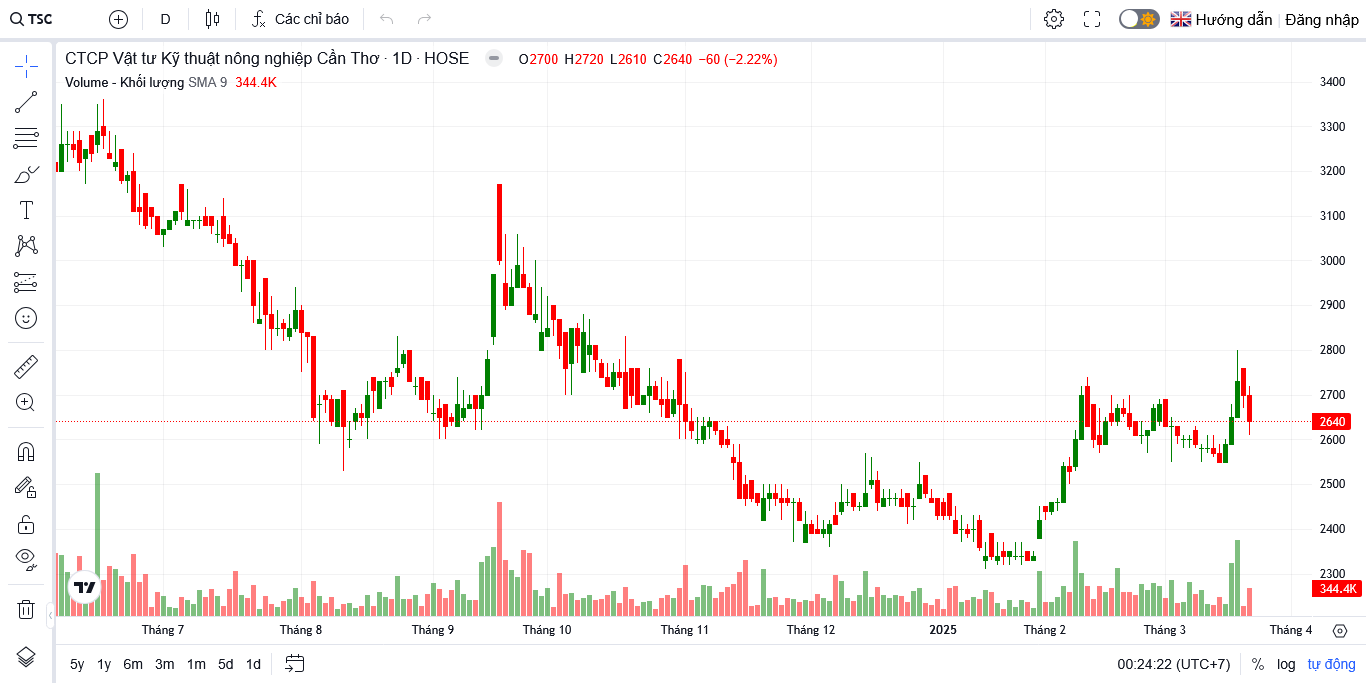 TSC D Các chỉ báo Hướng dẫn Đăng nhập
CTCP Vật tư Kỹ thuật nông nghiệp Cần Thơ · 1D · HOSE O2700 H2720 L2610 C2640 −60 (−2.22%)
Volume - Khối lượng SMA 9 344.4K
3400
3300
3200
3100
3000
2900
2800
2700
2640
2600
2500
2400
2300
344.4K
Tháng 7 Tháng 8 Tháng 9 Tháng 10 Tháng 11 Tháng 12 2025 Tháng 2 Tháng 3 Tháng 4
5y 1y 6m 3m 1m 5d 1d 00:24:22 (UTC+7) % log tự động